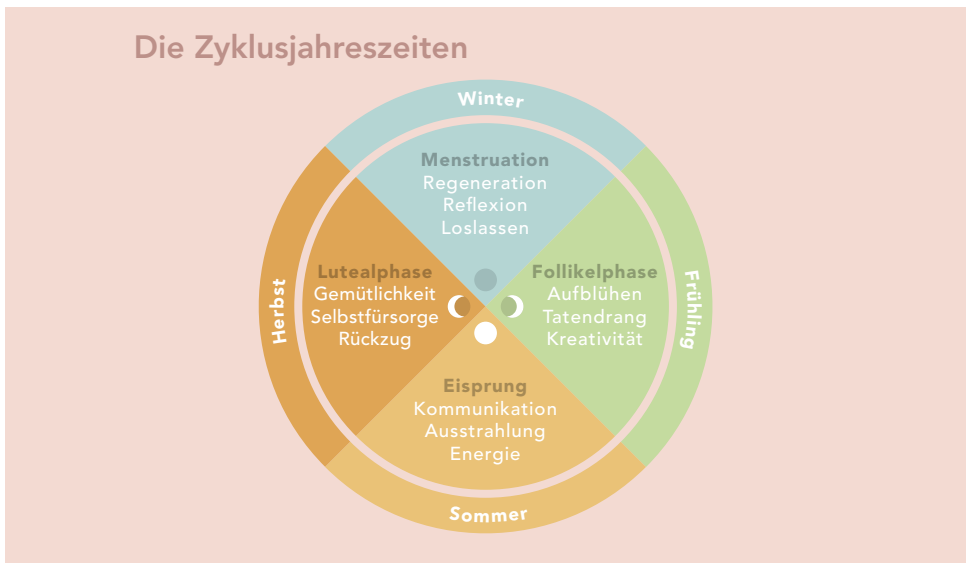 Die Zyklusjahreszeiten
Winter
Menstruation
Regeneration
Reflexion
Loslassen
Herbst
Lutealphase
Gemütlichkeit
Selbstfürsorge
Rückzug
Follikelphase
Aufblühen
Tatendrang
Kreativität
Frühling
Eisprung
Kommunikation
Ausstrahlung
Energie
Sommer